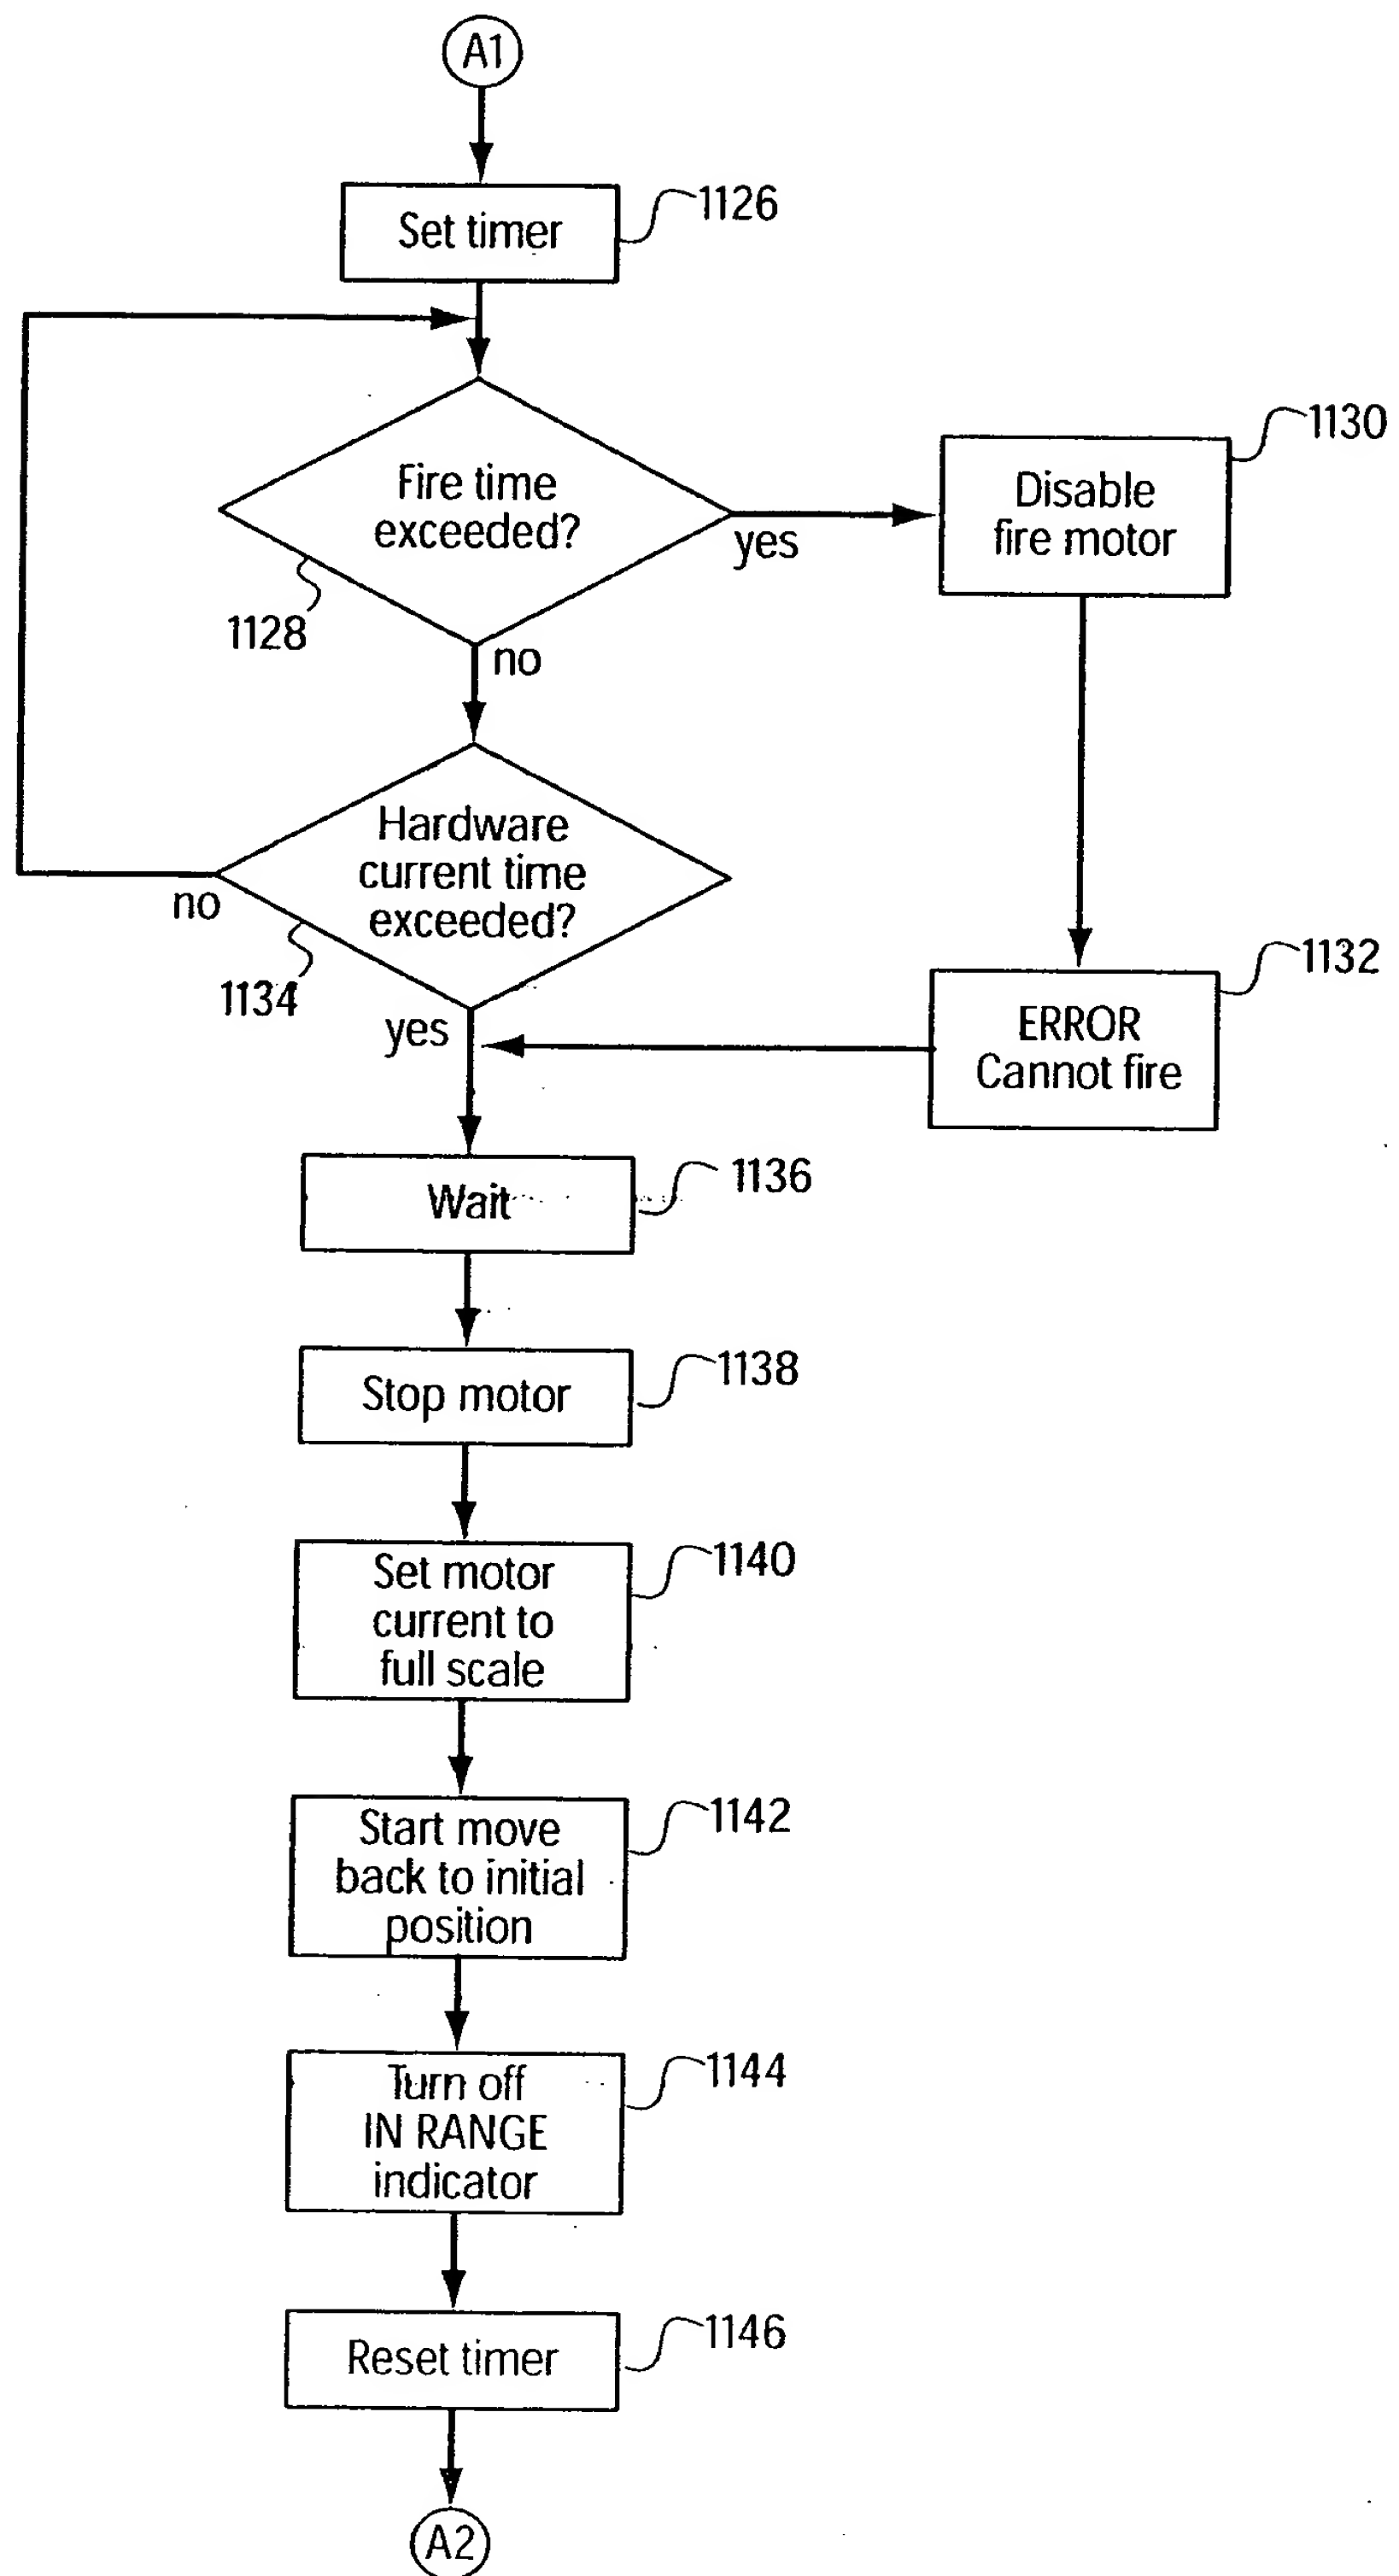 A1
Set timer
1126
Fire time
exceeded?
1128
yes
no
Disable
fire motor
1130
Hardware
current time
exceeded?
1134
no
yes
ERROR
Cannot fire
1132
Wait
1136
Stop motor
1138
Set motor
current to
full scale
1140
Start move
back to initial
position
1142
Turn off
IN RANGE
indicator
1144
Reset timer
1146
A2